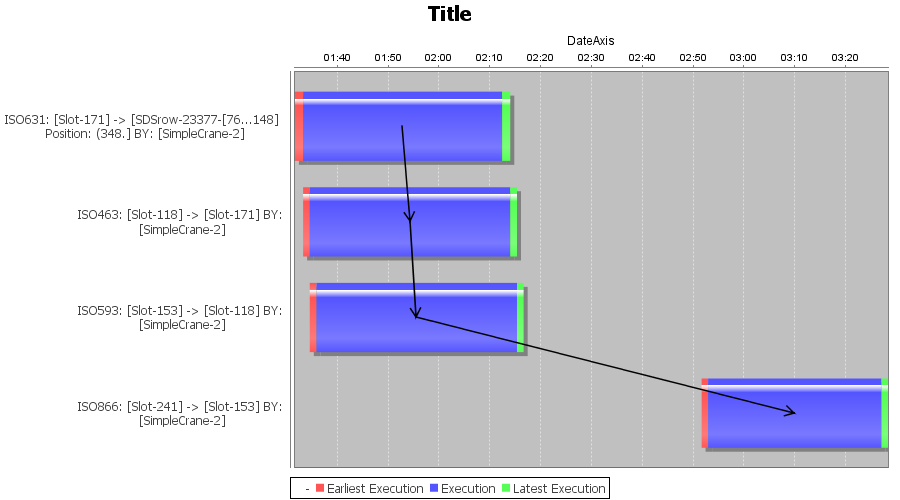 Title
DateAxis
01:40 01:50 02:00 02:10 02:20 02:30 02:40 02:50 03:00 03:10 03:20
ISO631: [Slot-171] -> [SDSrow-23377-[76...148]
Position: (348.] BY: [SimpleCrane-2]
ISO463: [Slot-118] -> [Slot-171] BY:
[SimpleCrane-2]
ISO593: [Slot-153] -> [Slot-118] BY:
[SimpleCrane-2]
ISO866: [Slot-241] -> [Slot-153] BY:
[SimpleCrane-2]
- Earliest Execution Execution Latest Execution